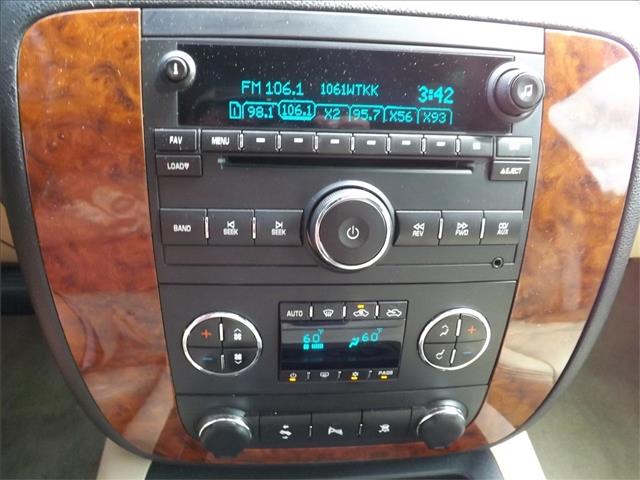 FM 106.1 1061WTKK 3:42
1 98.1 106.1 X2 95.7 X56 X93
FAV MENU
LOAD▼ ▲EJECT
BAND SEEK SEEK REV FWD CD/AUX
AUTO
60°F 60°F
PASS